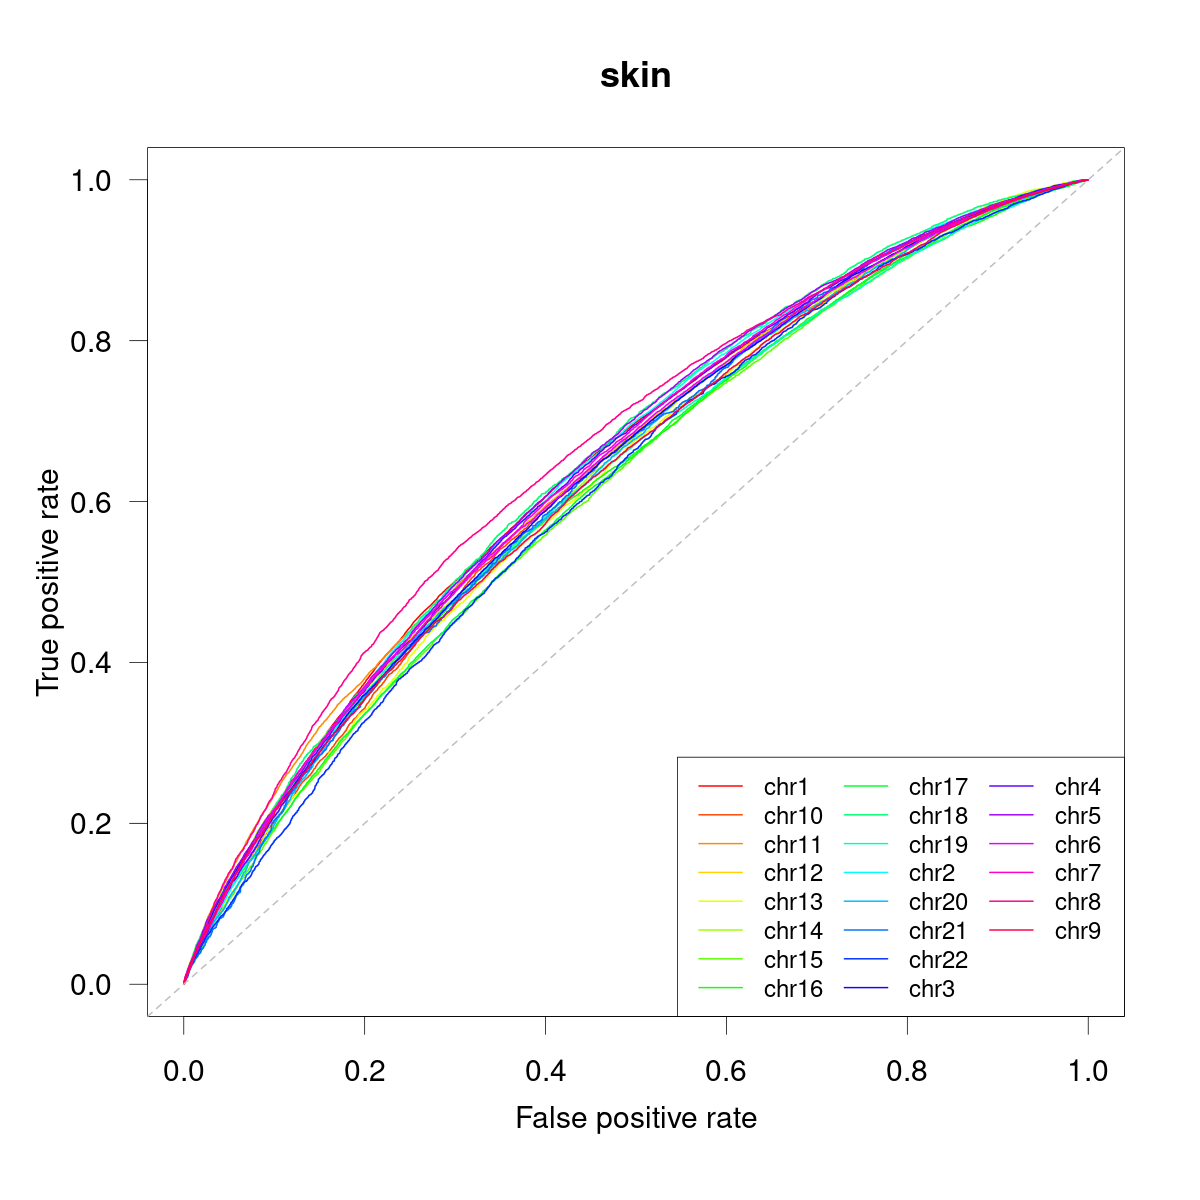 skin
True positive rate
1.0
0.8
0.6
0.4
0.2
0.0
chr1 chr17 chr4
chr10 chr18 chr5
chr11 chr19 chr6
chr12 chr2 chr7
chr13 chr20 chr8
chr14 chr21 chr9
chr15 chr22
chr16 chr3
0.0 0.2 0.4 0.6 0.8 1.0
False positive rate